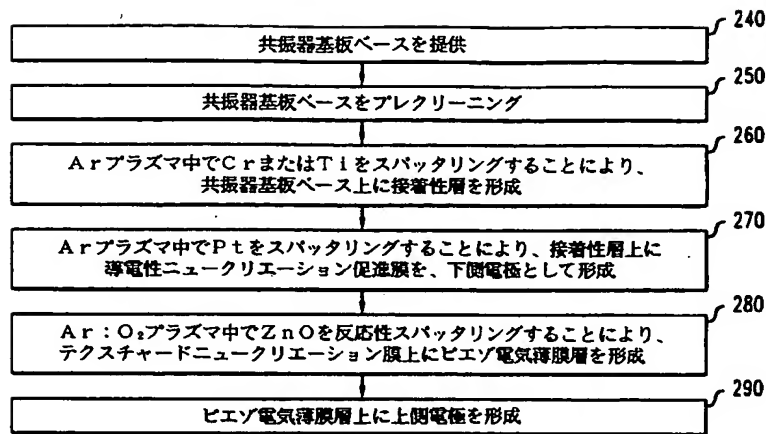 240
共振器基板ベースを提供
250
共振器基板ベースをプレクリーニング
260
Ａｒプラズマ中でＣｒまたはＴｉをスパッタリングすることにより、
共振器基板ベース上に接着性層を形成
270
Ａｒプラズマ中でＰｔをスパッタリングすることにより、接着性層上に
導電性ニュークリエーション促進膜を、下側電極として形成
280
Ａｒ：Ｏ₂プラズマ中でＺｎＯを反応性スパッタリングすることにより、
テクスチャードニュークリエーション膜上にピエゾ電気薄膜層を形成
290
ピエゾ電気薄膜層上に上側電極を形成